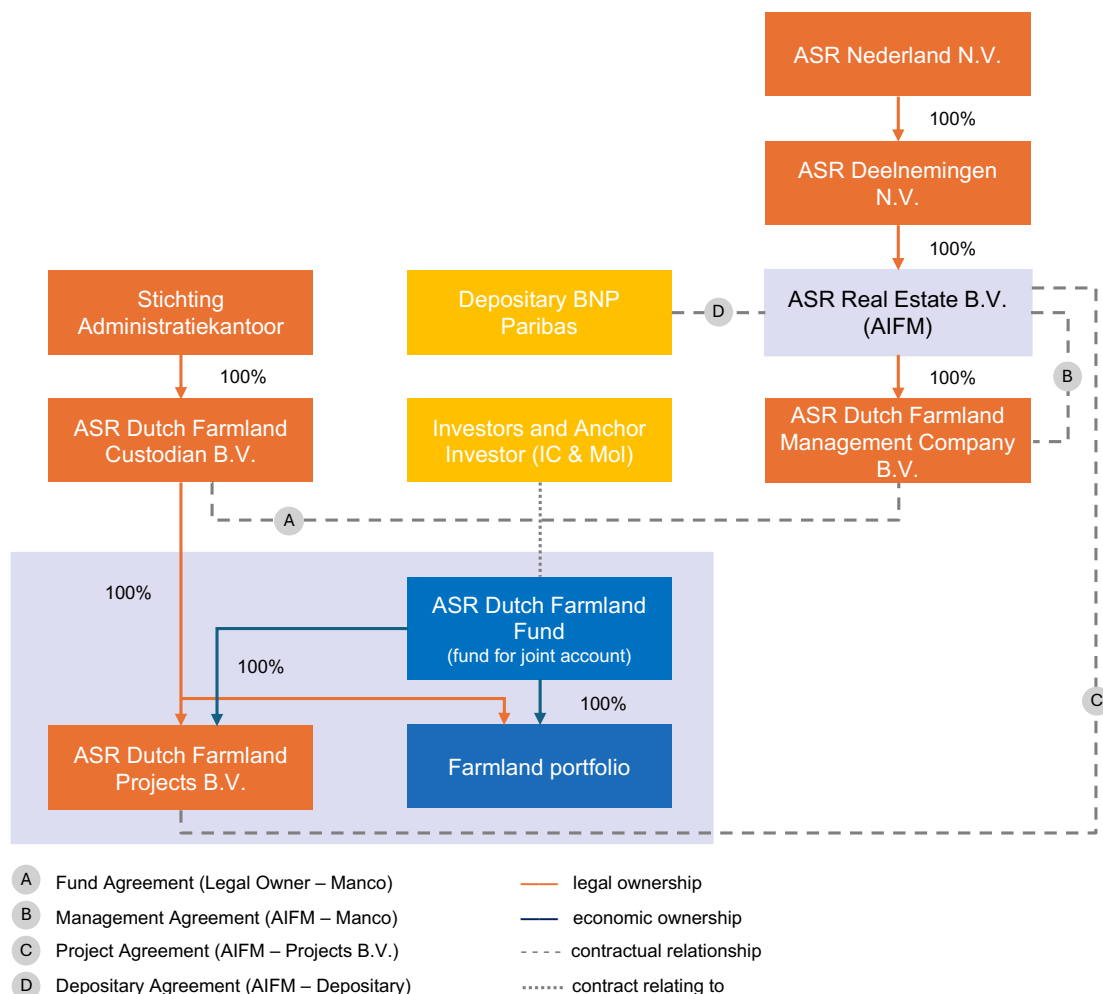 ASR Nederland N.V.
100%
ASR Deelnemingen
N.V.
100%
Stichting
Administratiekantoor
Depositary BNP
Paribas
D
ASR Real Estate B.V.
(AIFM)
100%
100%
B
ASR Dutch Farmland
Custodian B.V.
Investors and Anchor
Investor (IC & Mol)
ASR Dutch Farmland
Management Company
B.V.
A
100%
ASR Dutch Farmland
Fund
(fund for joint account)
100%
100%
C
ASR Dutch Farmland
Projects B.V.
Farmland portfolio
A Fund Agreement (Legal Owner – Manco)
B Management Agreement (AIFM – Manco)
C Project Agreement (AIFM – Projects B.V.)
D Depositary Agreement (AIFM – Depositary)
legal ownership
economic ownership
contractual relationship
contract relating to